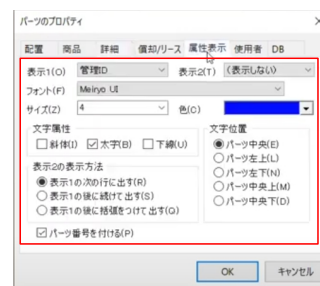 パーツのプロパティ
配置 商品 詳細 償却/リース 属性表示 使用者 DB
表示1(O) 管理ID 表示2(T) (表示しない)
フォント(F) Meiryo UI
サイズ(Z) 4 色(C)
文字属性 文字位置
斜体(I) 太字(B) 下線(U) パーツ中央(E)
パーツ左上(L)
表示2の表示方法 パーツ左下(N)
表示1の次の行に出す(R) パーツ中央上(M)
表示1の後に続けて出す(S) パーツ中央下(D)
表示1の後に括弧をつけて出す(Q)
パーツ番号を付ける(P)
OK キャンセル